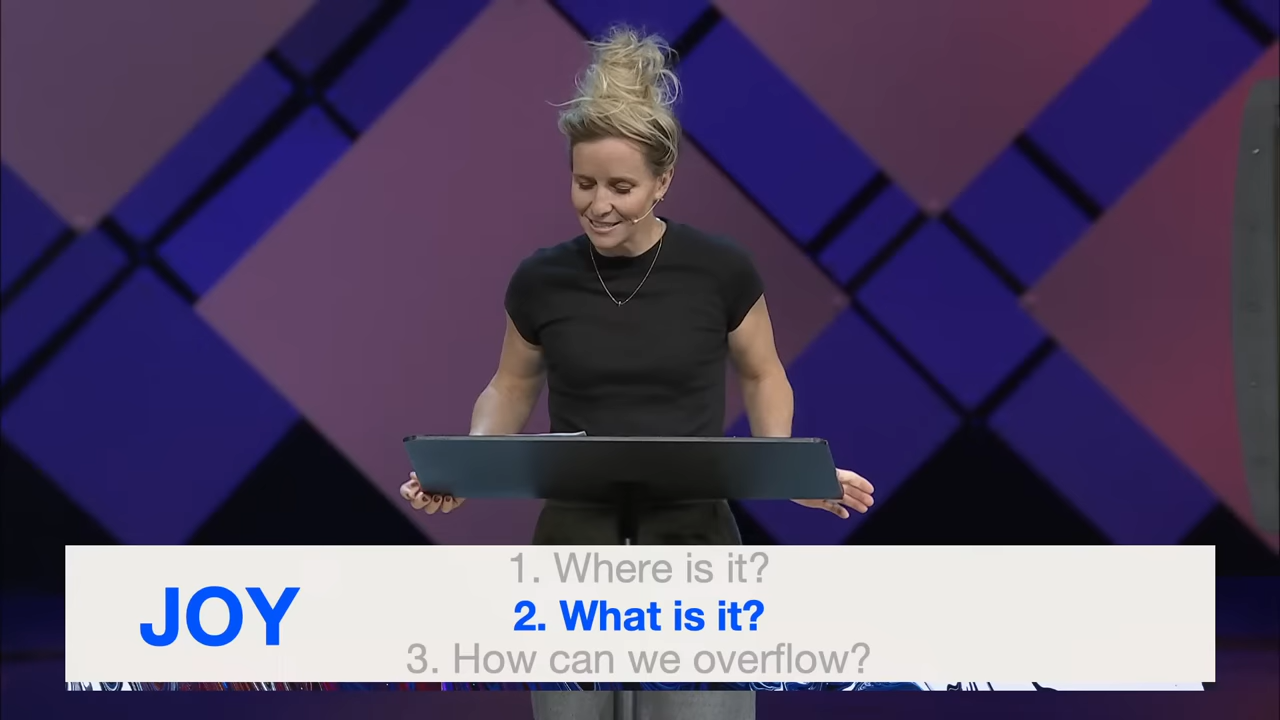 JOY
1. Where is it?
2. What is it?
3. How can we overflow?